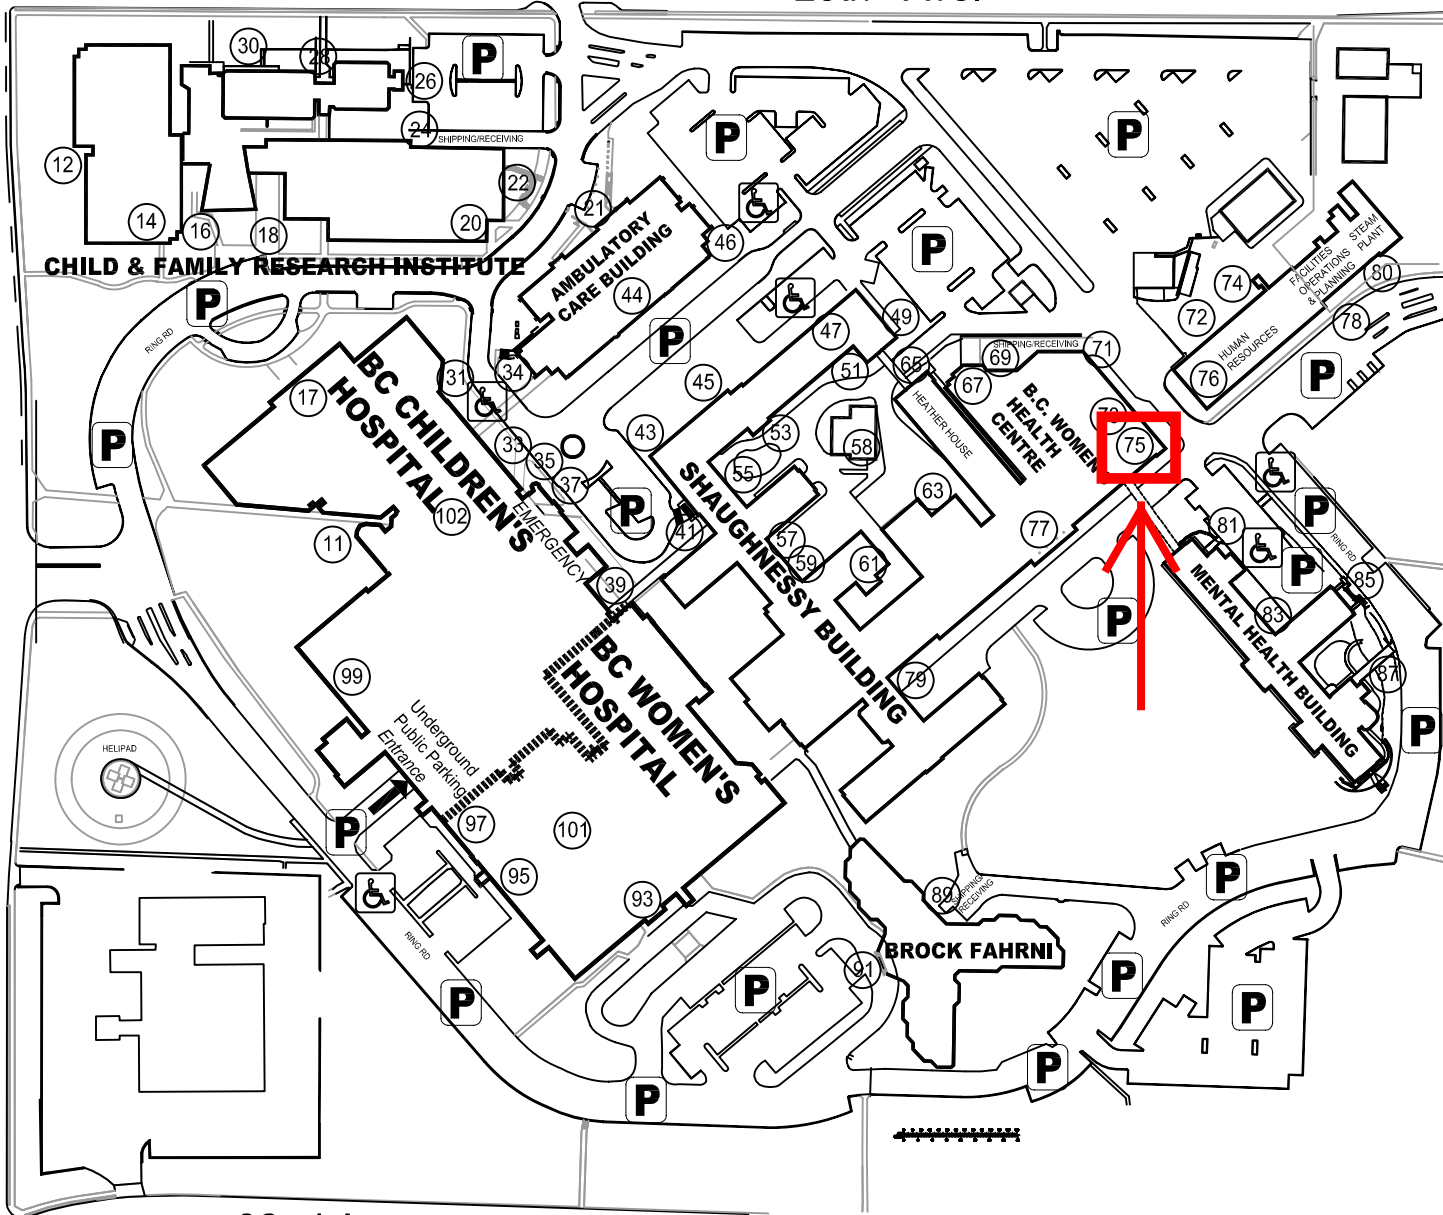 30
28
26
P
24
SHIPPING/RECEIVING
12
22
14
16
18
20
21
CHILD & FAMILY RESEARCH INSTITUTE
P
P
P
AMBULATORY
CARE BUILDING
46
44
P
STEAM
PLANT
FACILITIES
OPERATIONS
& PLANNING
80
74
72
78
HUMAN
RESOURCES
76
P
P
RING RD
P
47
49
51
45
43
31
34
17
BC CHILDREN'S
HOSPITAL
33
35
37
EMERGENCY
102
11
39
41
P
P
65
67
69
SHIPPING/RECEIVING
71
HEATHER HOUSE
B.C. WOMEN
HEALTH
CENTRE
75
53
55
58
57
59
61
63
77
79
SHAUGHNESSY BUILDING
81
83
85
87
RING RD
P
P
P
P
MENTAL HEALTH BUILDING
99
BC WOMEN'S
HOSPITAL
Underground
Public Parking
Entrance
HELIPAD
P
97
101
95
93
RING RD
P
P
P
89
SHIPPING/
RECEIVING
BROCK FAHRNI
91
RING RD
P
P
P
P
P